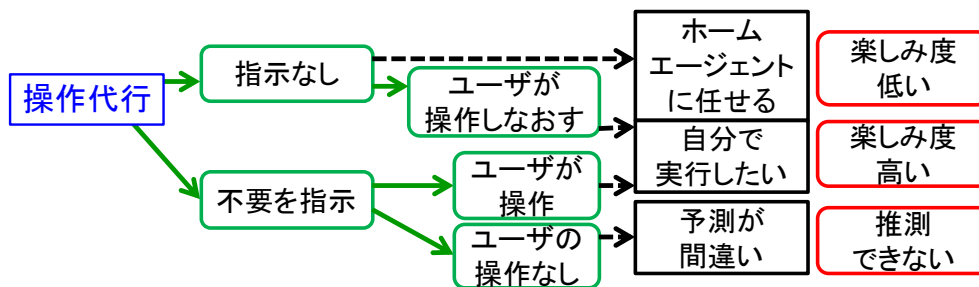 操作代行
指示なし
ユーザが
操作しなおす
不要を指示
ユーザが
操作
ユーザの
操作なし
ホーム
エージェント
に任せる
自分で
実行したい
予測が
間違い
楽しみ度
低い
楽しみ度
高い
推測
できない